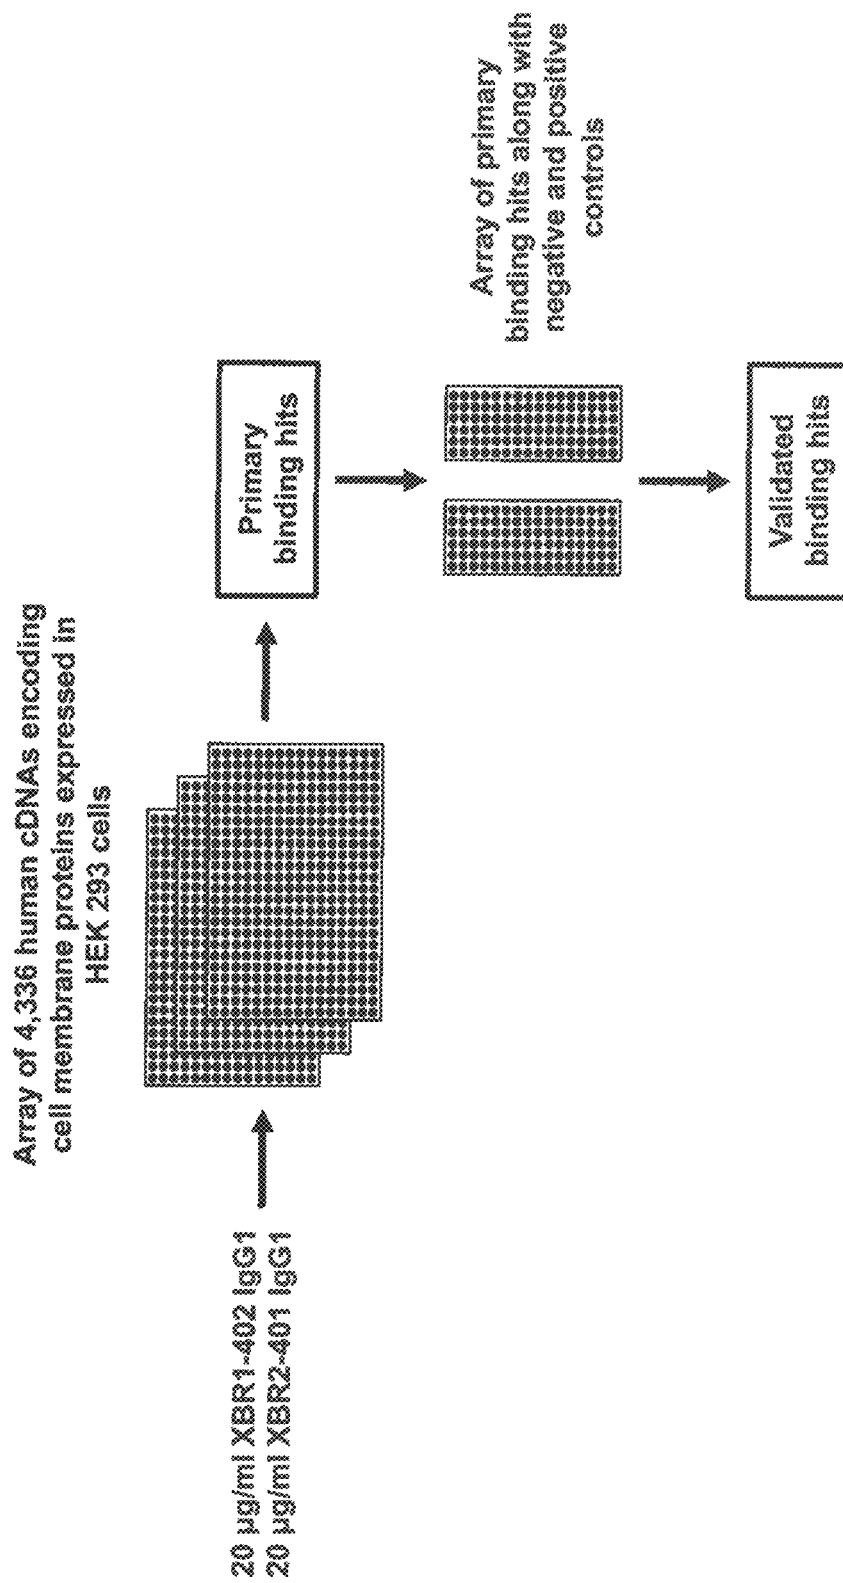 20 µg/ml XBR1-402 IgG1
20 µg/ml XBR2-401 IgG1
Array of 4,336 human cDNAs encoding
cell membrane proteins expressed in
HEK 293 cells
Primary
binding hits
Array of primary
binding hits along with
negative and positive
controls
Validated
binding hits